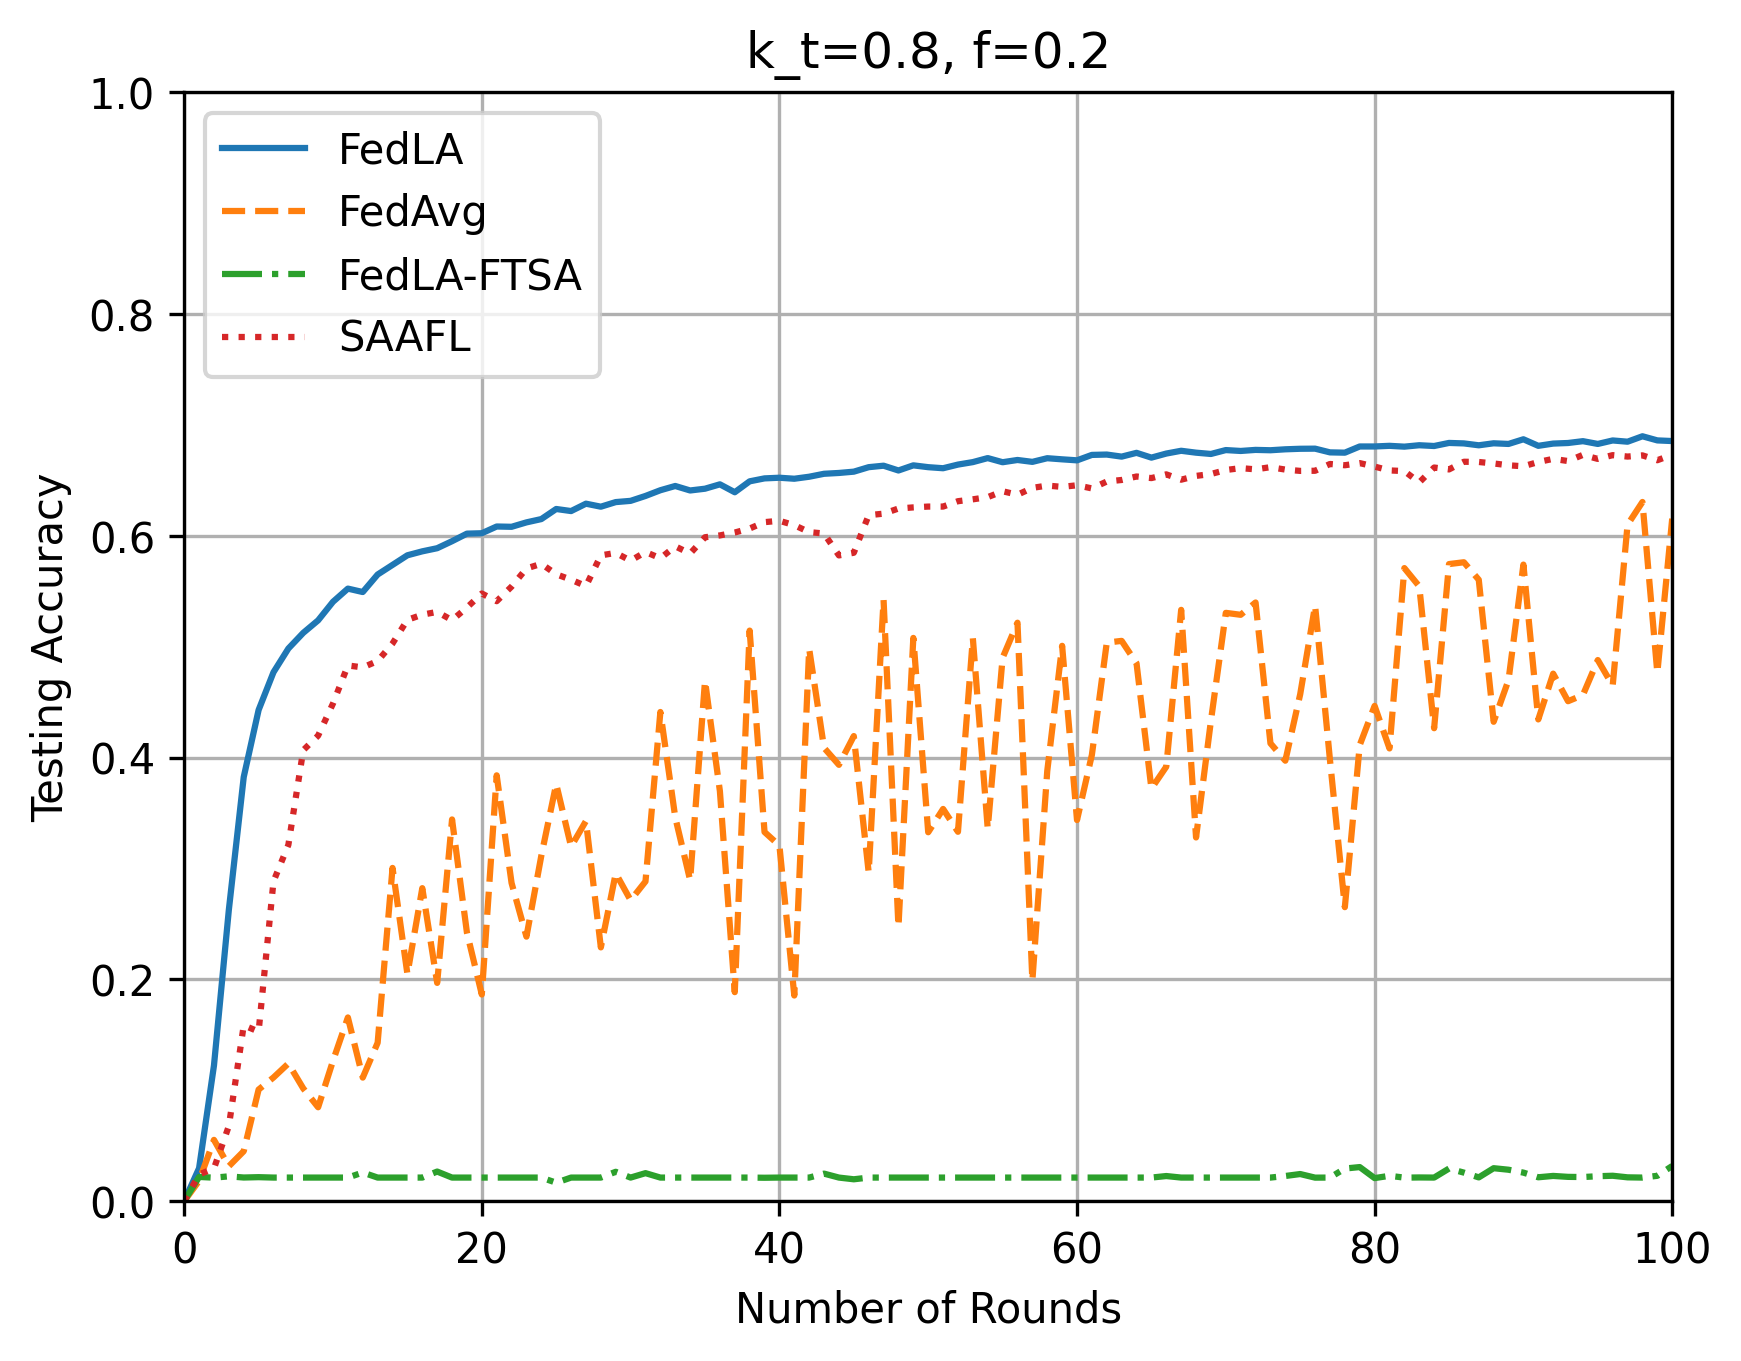 k_t=0.8, f=0.2
1.0
0.8
0.6
0.4
0.2
0.0
Testing Accuracy
FedLA
FedAvg
FedLA-FTSA
SAAFL
0 20 40 60 80 100
Number of Rounds